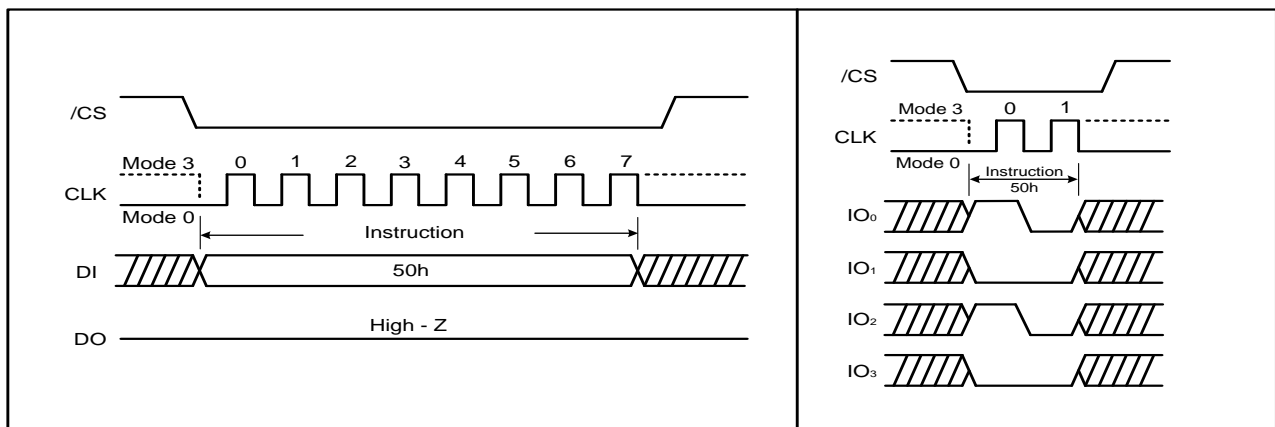 /CS
Mode 3
0 1 2 3 4 5 6 7
CLK
Mode 0
Instruction
DI
50h
High - Z
DO
/CS
Mode 3
0 1
CLK
Mode 0
Instruction
50h
IO₀
IO₁
IO₂
IO₃